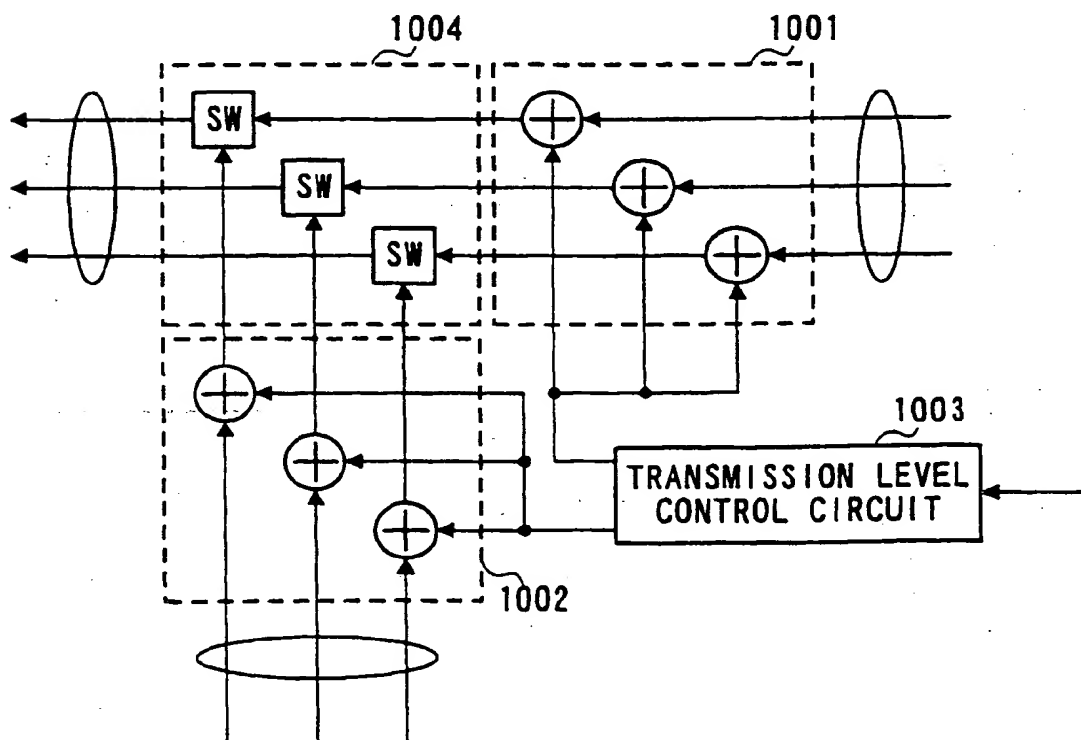 1004
1001
SW
SW
SW
1003
TRANSMISSION LEVEL
CONTROL CIRCUIT
1002